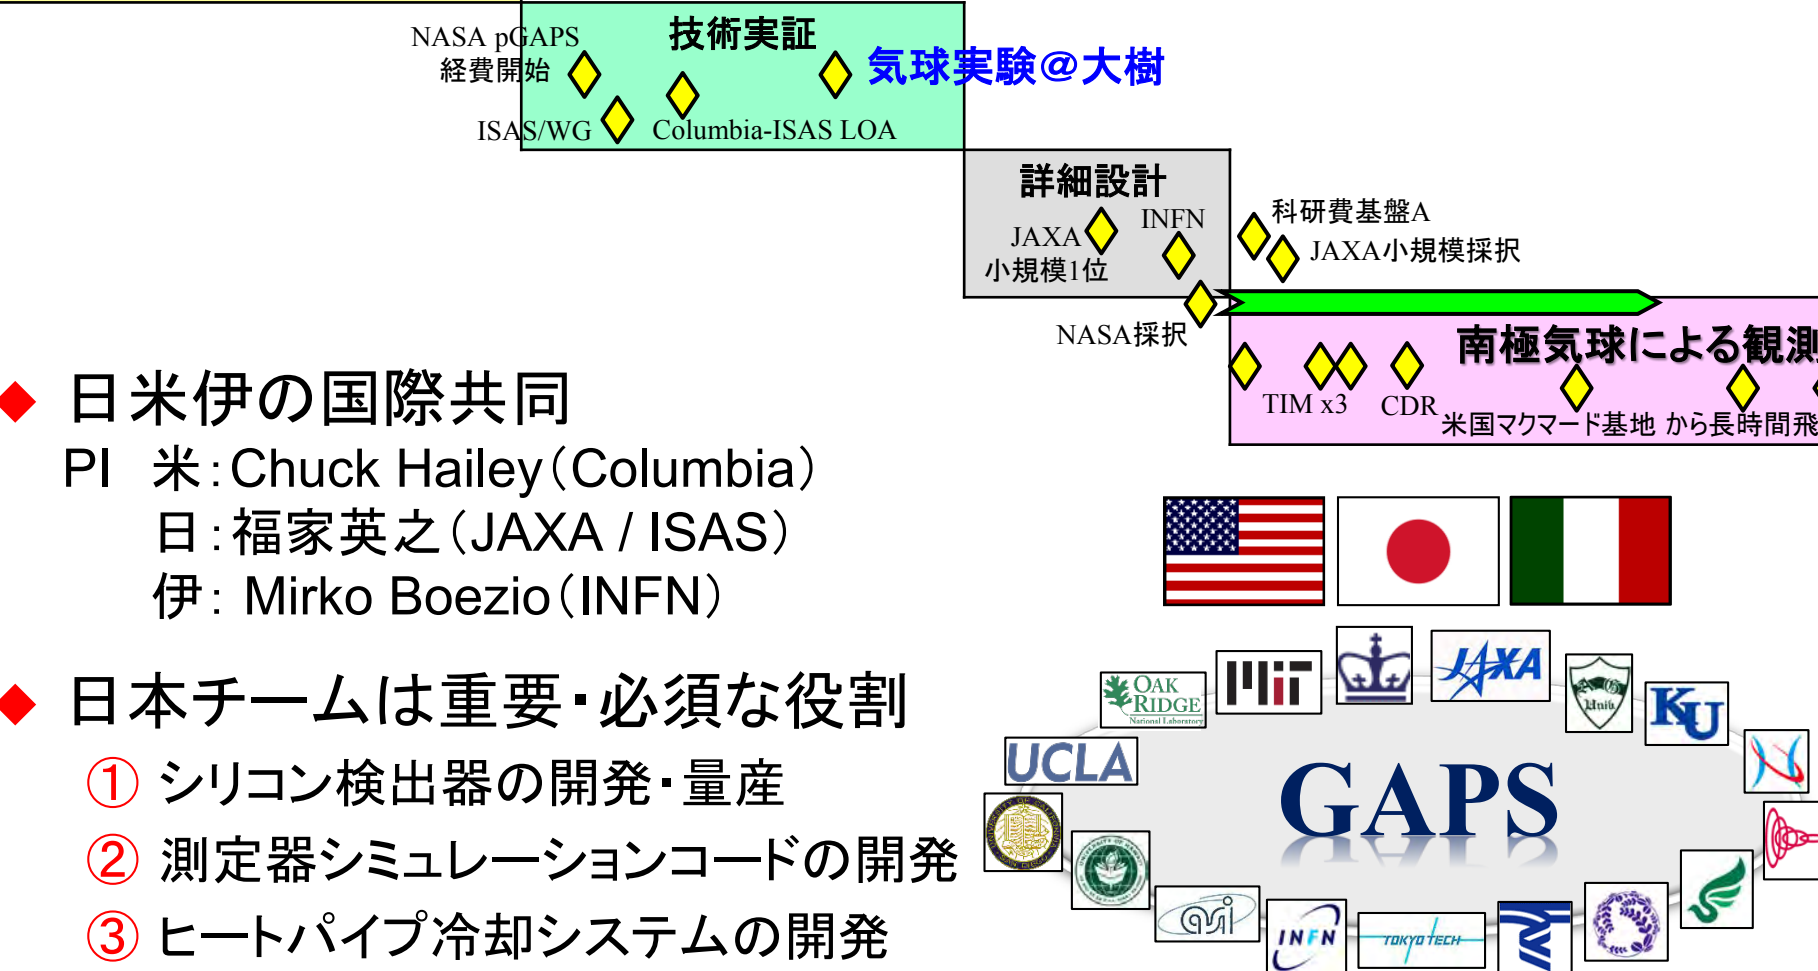 NASA pGAPS
経費開始
技術実証
気球実験@大樹
ISAS/WG
Columbia-ISAS LOA
詳細設計
JAXA
小規模1位
INFN
科研費基盤A
JAXA小規模採択
NASA採択
南極気球による観測
TIM x3
CDR
米国マクマード基地 から長時間飛
◆ 日米伊の国際共同
PI 米:Chuck Hailey(Columbia)
日:福家英之(JAXA / ISAS)
伊: Mirko Boezio(INFN)
◆ 日本チームは重要・必須な役割
① シリコン検出器の開発・量産
② 測定器シミュレーションコードの開発
③ ヒートパイプ冷却システムの開発
OAK
RIDGE
National Laboratory
MIT
JAXA
AG
Univ.
KU
UCLA
GAPS
asi
INFN
TOKYO TECH